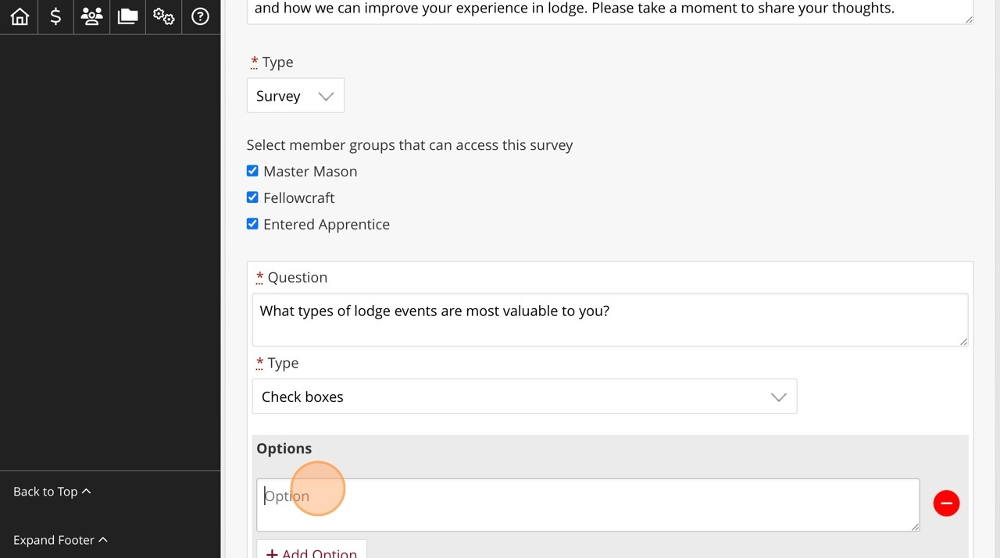 and how we can improve your experience in lodge. Please take a moment to share your thoughts.
* Type
Survey
Select member groups that can access this survey
Master Mason
Fellowcraft
Entered Apprentice
* Question
What types of lodge events are most valuable to you?
* Type
Check boxes
Options
Option
+ Add Option
Back to Top
Expand Footer